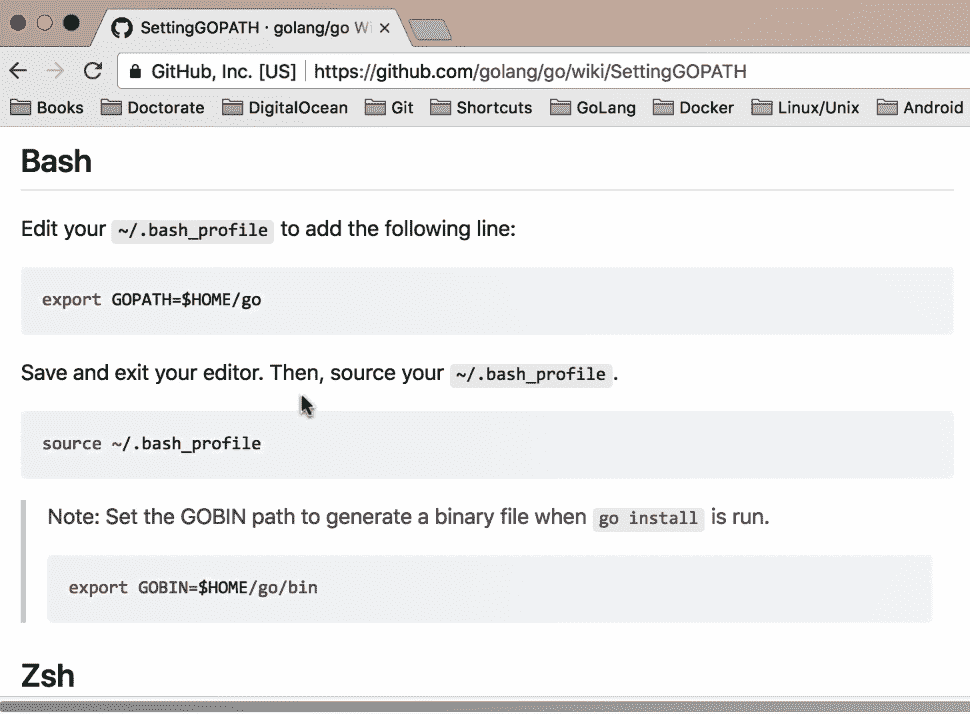 SettingGOPATH · golang/go Wi
GitHub, Inc. [US] https://github.com/golang/go/wiki/SettingGOPATH
Books Doctorate DigitalOcean Git Shortcuts GoLang Docker Linux/Unix Android
Bash
Edit your ~/.bash_profile to add the following line:
export GOPATH=$HOME/go
Save and exit your editor. Then, source your ~/.bash_profile.
source ~/.bash_profile
Note: Set the GOBIN path to generate a binary file when go install is run.
export GOBIN=$HOME/go/bin
Zsh